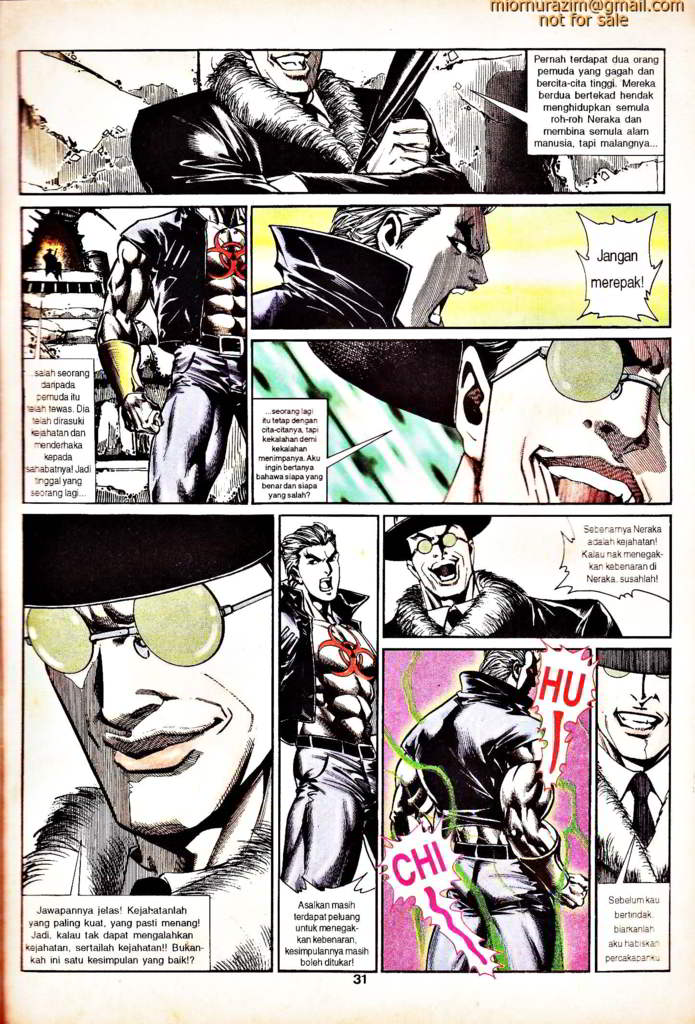 miornurazim@gmail.com
not for sale
Pernah terdapat dua orang
pemuda yang gagah dan
bercita-cita tinggi. Mereka
berdua bertekad hendak
menghidupkan semula
roh-roh Neraka dan
membina semula alam
manusia, tapi malangnya...
...salah seorang
daripada
pemuda itu
telah tewas. Dia
telah dirasuki
kejahatan dan
menderhaka
kepada
sahabatnya! Jadi
tinggal yang
seorang lagi...
Jangan
merepak!
...seorang lagi
itu tetap dengan
cita-citanya, tapi
kekalahan demi
kekalahan
menimpanya. Aku
ingin bertanya
bahawa siapa yang
benar dan siapa
yang salah?
Jawapannya jelas! Kejahatanlah
yang paling kuat, yang pasti menang!
Jadi, kalau tak dapat mengalahkan
kejahatan, sertailah kejahatan!! Bukan-
kah ini satu kesimpulan yang baik!?
Asalkan masih
terdapat peluang
untuk menegak-
kan kebenaran,
kesimpulannya masih
boleh ditukar!
Sebenarnya Neraka
adalah kejahatan!
Kalau nak menegak-
kan kebenaran di
Neraka, susahlah!
HU
CHI
Sebelum kau
bertindak,
biarkanlah
aku habiskan
percakapanku
31